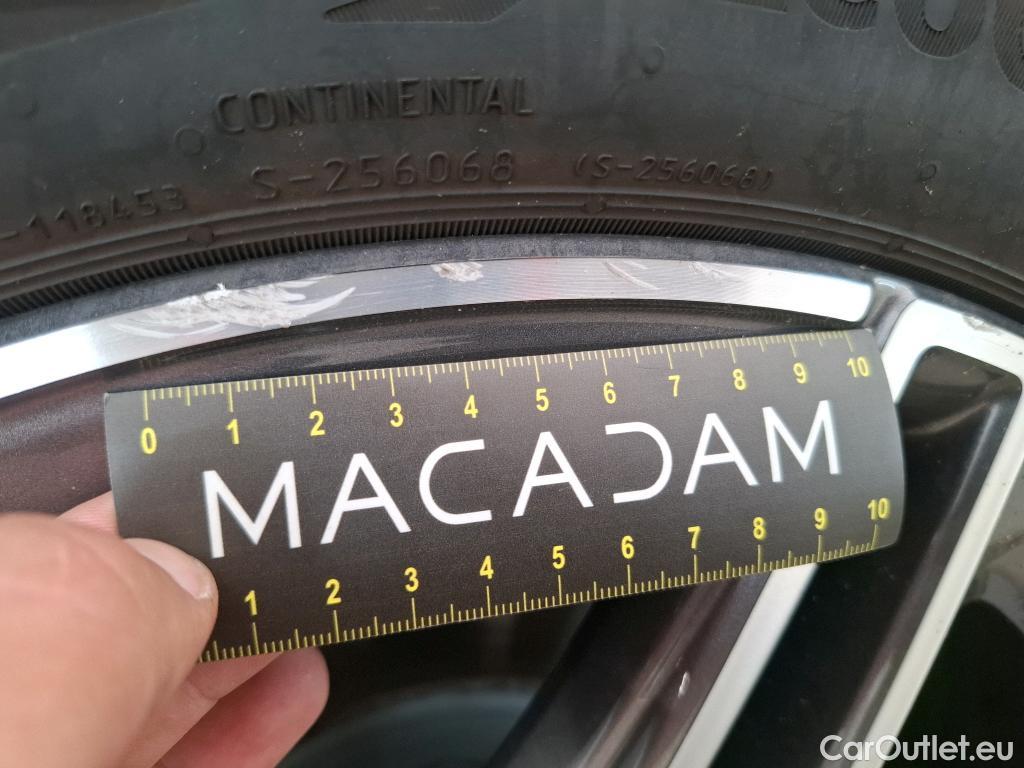 CONTINENTAL
-118453 S-256068 (S-256068)
0 1 2 3 4 5 6 7 8 9 10
MACADAM
1 2 3 4 5 6 7 8 9 10
CarOutlet.eu